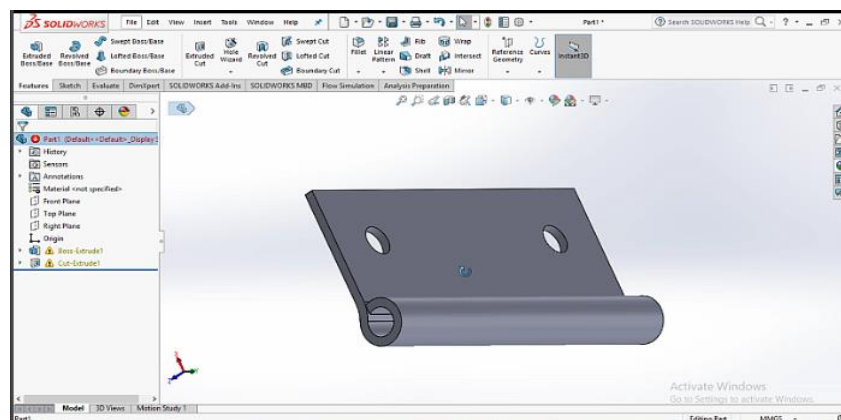 SOLIDWORKS File Edit View Insert Tools Window Help Part1 * Search SOLIDWORKS Help
Extruded Boss/Base Revolved Boss/Base Swept Boss/Base Lofted Boss/Base Boundary Boss/Base Extruded Cut Hole Wizard Revolved Cut Swept Cut Lofted Cut Boundary Cut Fillet Linear Pattern Rib Draft Shell Wrap Intersect Mirror Reference Geometry Curves Instant3D
Features Sketch Evaluate DimXpert SOLIDWORKS Add-Ins SOLIDWORKS MBD Flow Simulation Analysis Preparation
Part1 (Default<<Default>_Display S
History
Sensors
Annotations
Material <not specified>
Front Plane
Top Plane
Right Plane
Origin
Boss-Extrude1
Cut-Extrude1
Activate Windows
Go to Settings to activate Windows.
Model 3D Views Motion Study 1
Part1 Editing Part MMGS